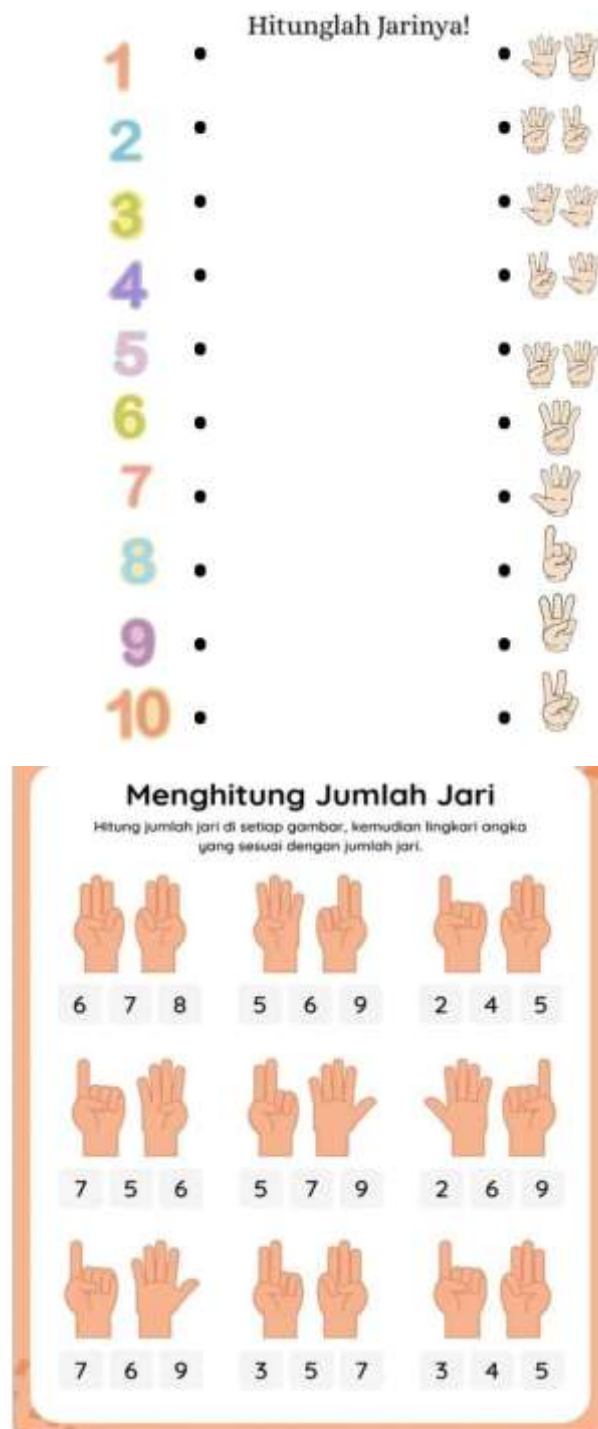 Hitunglah Jarinya!
1
2
3
4
5
6
7
8
9
10
Menghitung Jumlah Jari
Hitung jumlah jari di setiap gambar, kemudian lingkari angka
yang sesuai dengan jumlah jari.
6 7 8 5 6 9 2 4 5
7 5 6 5 7 9 2 6 9
7 6 9 3 5 7 3 4 5